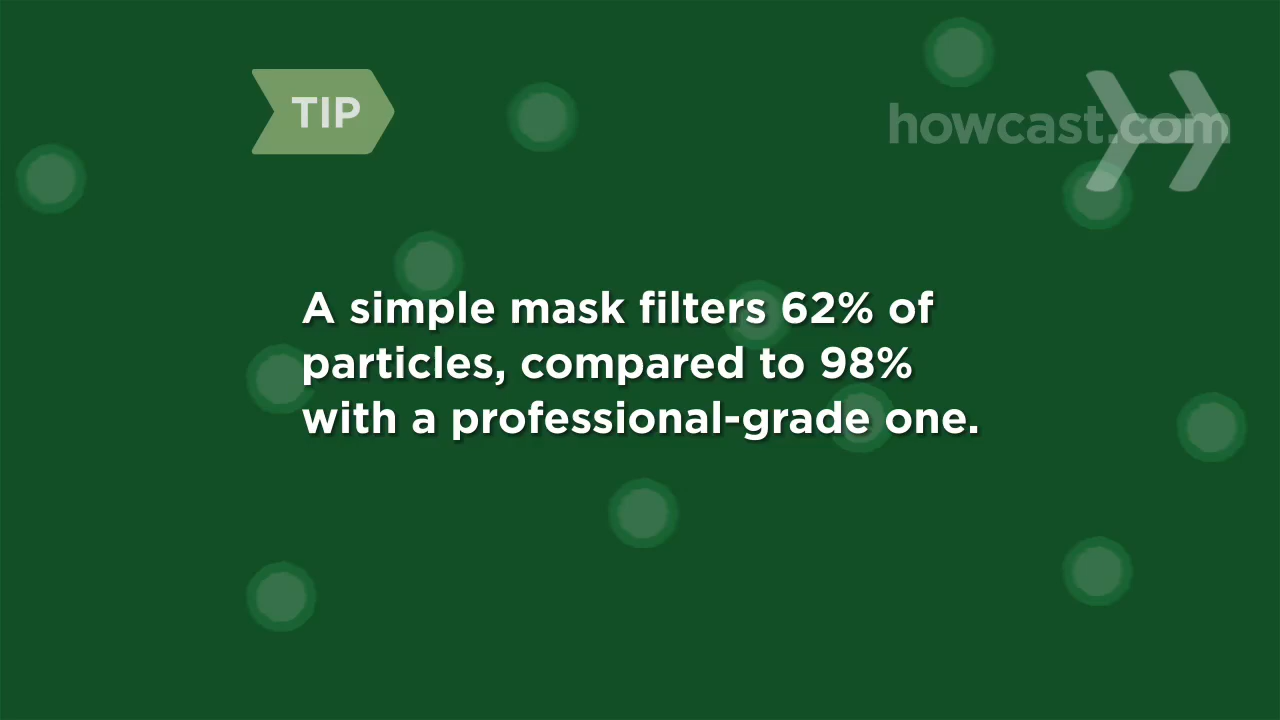 TIP
howcast.com
A simple mask filters 62% of
particles, compared to 98%
with a professional-grade one.